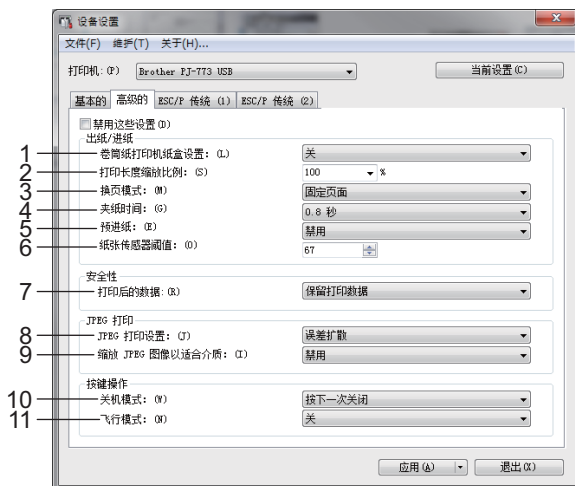 设备设置
文件(F) 维护(T) 关于(H)...
打印机: (P) Brother PJ-773 USB 当前设置(C)
基本的 高级的 ESC/P 传统 (1) ESC/P 传统 (2)
禁用这些设置(D)
出纸/进纸
1 卷筒纸打印机纸盒设置: (L) 关
2 打印长度缩放比例: (S) 100 %
3 换页模式: (M) 固定页面
4 夹纸时间: (G) 0.8 秒
5 预进纸: (E) 禁用
6 纸张传感器阈值: (O) 67
安全性
7 打印后的数据: (R) 保留打印数据
JPEG 打印
8 JPEG 打印设置: (J) 误差扩散
9 缩放 JPEG 图像以适合介质: (I) 禁用
按键操作
10 关机模式: (Y) 按下一次关闭
11 飞行模式: (N) 关
应用(A) 退出(X)